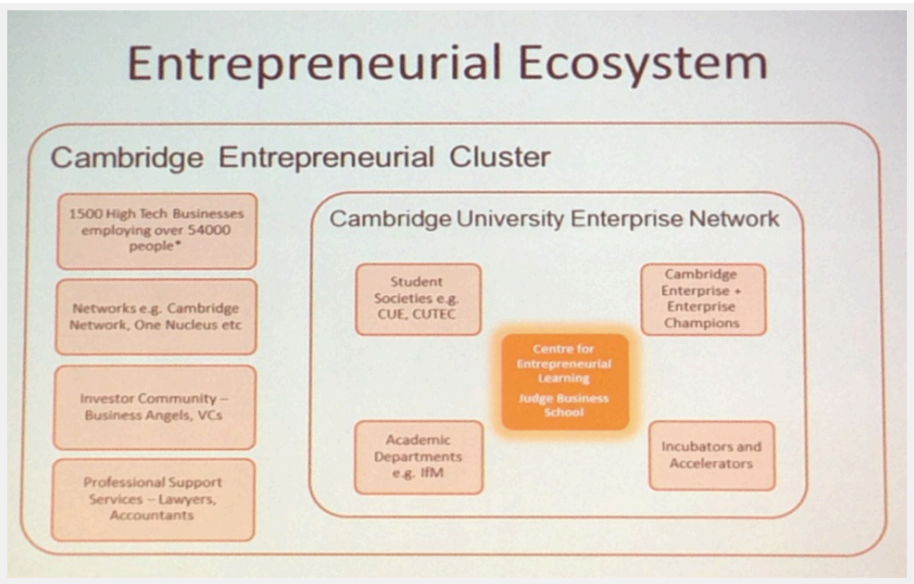 Entrepreneurial Ecosystem
Cambridge Entrepreneurial Cluster
1500 High Tech Businesses
employing over 54000
people*
Networks e.g. Cambridge
Network, One Nucleus etc
Investor Community –
Business Angels, VCs
Professional Support
Services – Lawyers,
Accountants
Cambridge University Enterprise Network
Student
Societies e.g.
CUE, CUTEC
Cambridge
Enterprise +
Enterprise
Champions
Centre for
Entrepreneurial
Learning
Judge Business
School
Academic
Departments
e.g. IfM
Incubators and
Accelerators